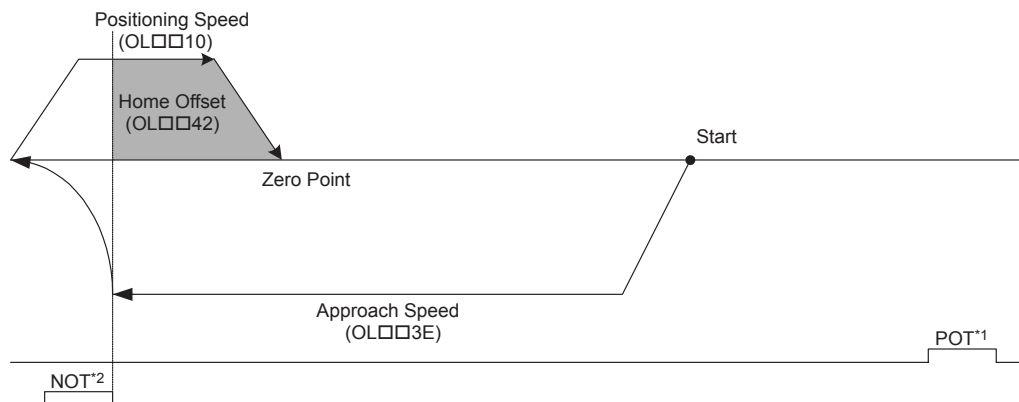 Positioning Speed
(OL□□10)
Home Offset
(OL□□42)
Start
Zero Point
Approach Speed
(OL□□3E)
POT*1
NOT*2